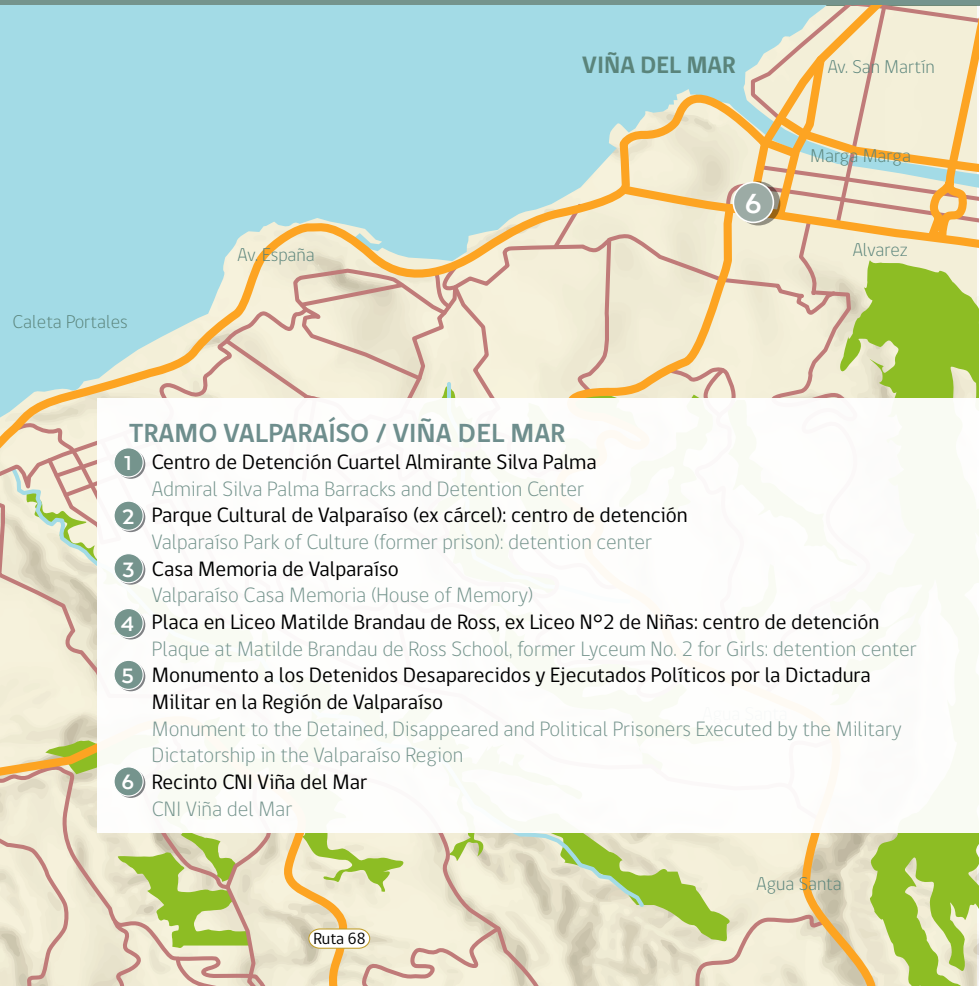 VIÑA DEL MAR
Av. San Martín
Marga Marga
6
Av. España
Alvarez
Caleta Portales
TRAMO VALPARAÍSO / VIÑA DEL MAR
1 Centro de Detención Cuartel Almirante Silva Palma
Admiral Silva Palma Barracks and Detention Center
2 Parque Cultural de Valparaíso (ex cárcel): centro de detención
Valparaíso Park of Culture (former prison): detention center
3 Casa Memoria de Valparaíso
Valparaíso Casa Memoria (House of Memory)
4 Placa en Liceo Matilde Brandau de Ross, ex Liceo N°2 de Niñas: centro de detención
Plaque at Matilde Brandau de Ross School, former Lyceum No. 2 for Girls: detention center
5 Monumento a los Detenidos Desaparecidos y Ejecutados Políticos por la Dictadura
Militar en la Región de Valparaíso
Monument to the Detained, Disappeared and Political Prisoners Executed by the Military
Dictatorship in the Valparaíso Region
6 Recinto CNI Viña del Mar
CNI Viña del Mar
Agua Santa
Ruta 68